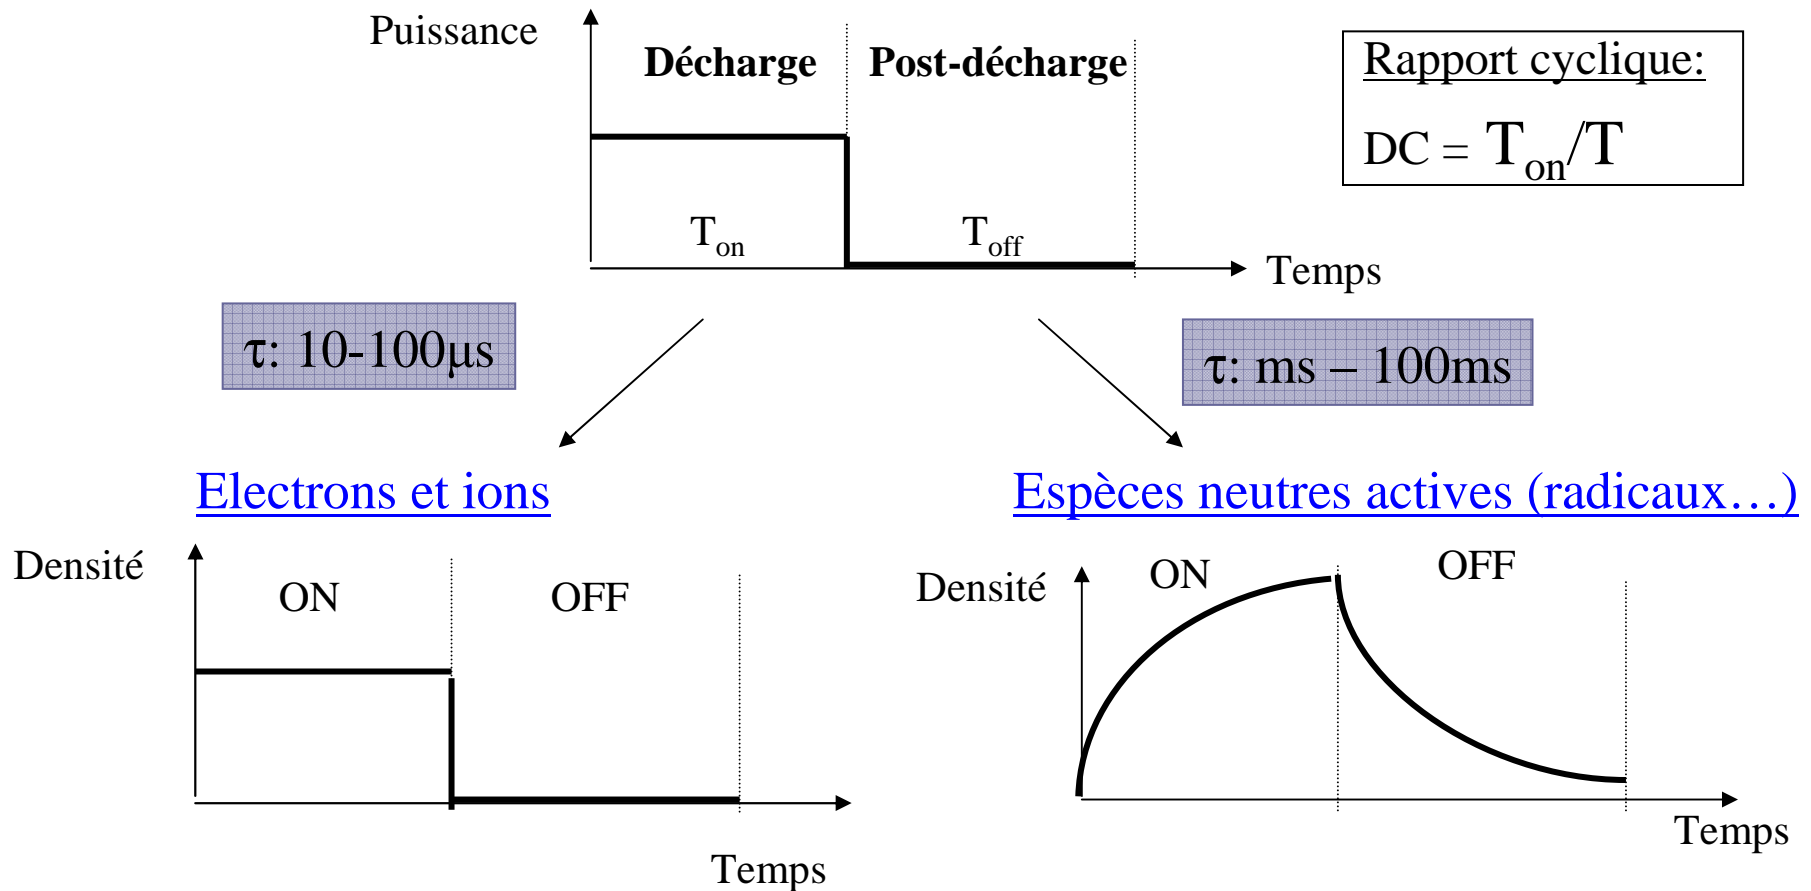 Puissance
Décharge
Post-décharge
Rapport cyclique:
DC = Ton/T
Ton
Toff
Temps
τ: 10-100μs
τ: ms – 100ms
Electrons et ions
Espèces neutres actives (radicaux…)
Densité
ON
OFF
Temps
Densité
ON
OFF
Temps